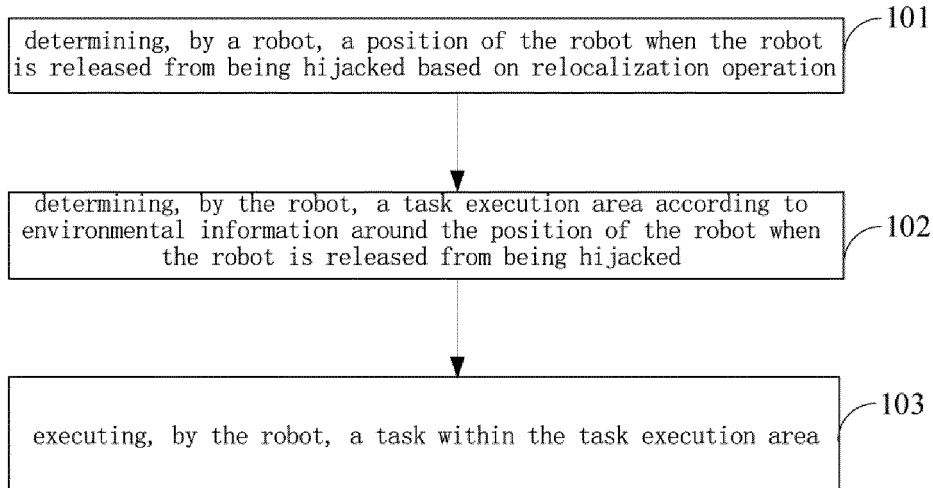 101
determining, by a robot, a position of the robot when the robot
is released from being hijacked based on relocalization operation
determining, by the robot, a task execution area according to
environmental information around the position of the robot when
the robot is released from being hijacked
102
executing, by the robot, a task within the task execution area
103